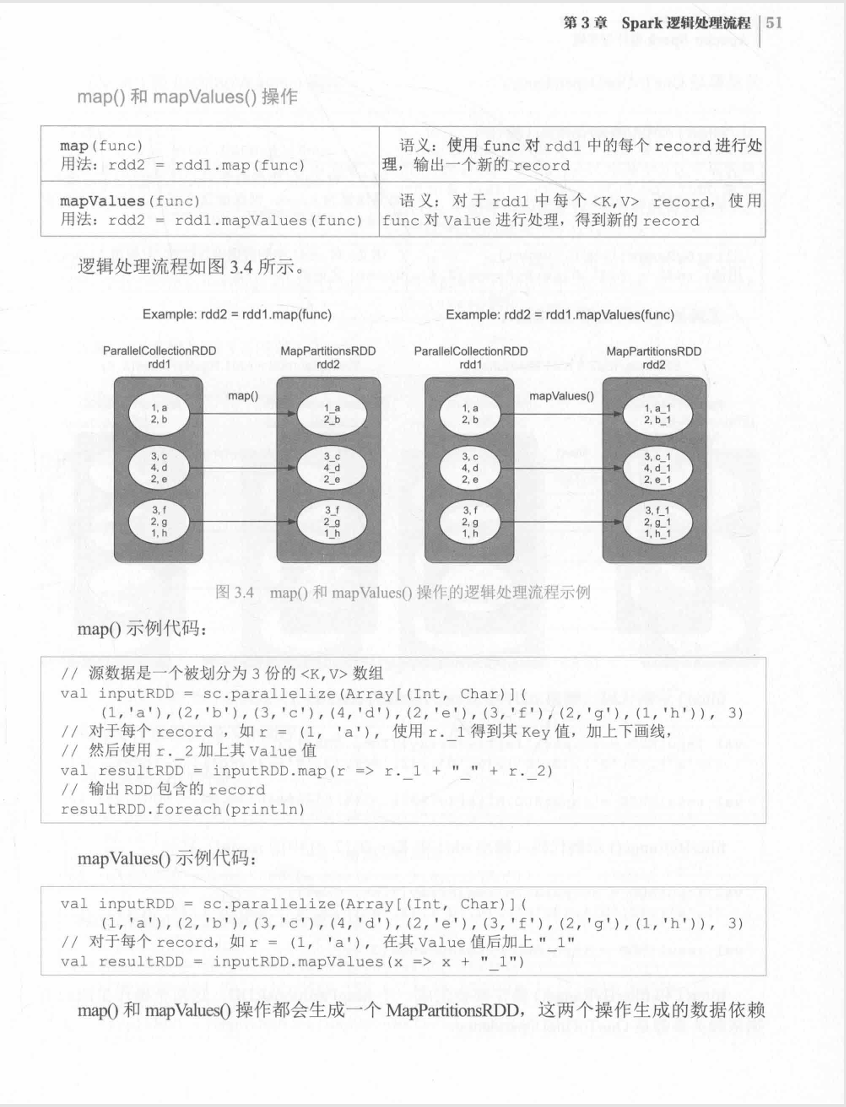 第 3 章 Spark 逻辑处理流程 | 51
map() 和 mapValues() 操作
map(func)
用法：rdd2 = rdd1.map(func)
语义：使用 func 对 rdd1 中的每个 record 进行处
理，输出一个新的 record
mapValues(func)
用法：rdd2 = rdd1.mapValues(func)
语义：对于 rdd1 中每个 <K,V> record，使用
func 对 Value 进行处理，得到新的 record
逻辑处理流程如图 3.4 所示。
Example: rdd2 = rdd1.map(func)
ParallelCollectionRDD
rdd1
MapPartitionsRDD
rdd2
map()
1, a
2, b
1_a
2_b
3, c
4, d
2, e
3_c
4_d
2_e
3, f
2, g
1, h
3_f
2_g
1_h
Example: rdd2 = rdd1.mapValues(func)
ParallelCollectionRDD
rdd1
MapPartitionsRDD
rdd2
mapValues()
1, a
2, b
1, a_1
2, b_1
3, c
4, d
2, e
3, c_1
4, d_1
2, e_1
3, f
2, g
1, h
3, f_1
2, g_1
1, h_1
图 3.4 map() 和 mapValues() 操作的逻辑处理流程示例
map() 示例代码：
// 源数据是一个被划分为 3 份的 <K,V> 数组
val inputRDD = sc.parallelize(Array[(Int, Char)](
(1,'a'),(2,'b'),(3,'c'),(4,'d'),(2,'e'),(3,'f'),(2,'g'),(1,'h')), 3)
// 对于每个 record ，如 r = (1, 'a'), 使用 r._1 得到其 Key 值，加上下画线，
// 然后使用 r._2 加上其 Value 值
val resultRDD = inputRDD.map(r => r._1 + "_" + r._2)
// 输出 RDD 包含的 record
resultRDD.foreach(println)
mapValues() 示例代码：
val inputRDD = sc.parallelize(Array[(Int, Char)](
(1,'a'),(2,'b'),(3,'c'),(4,'d'),(2,'e'),(3,'f'),(2,'g'),(1,'h')), 3)
// 对于每个 record，如 r = (1, 'a'), 在其 Value 值后加上 "_1"
val resultRDD = inputRDD.mapValues(x => x + "_1")
map() 和 mapValues() 操作都会生成一个 MapPartitionsRDD，这两个操作生成的数据依赖